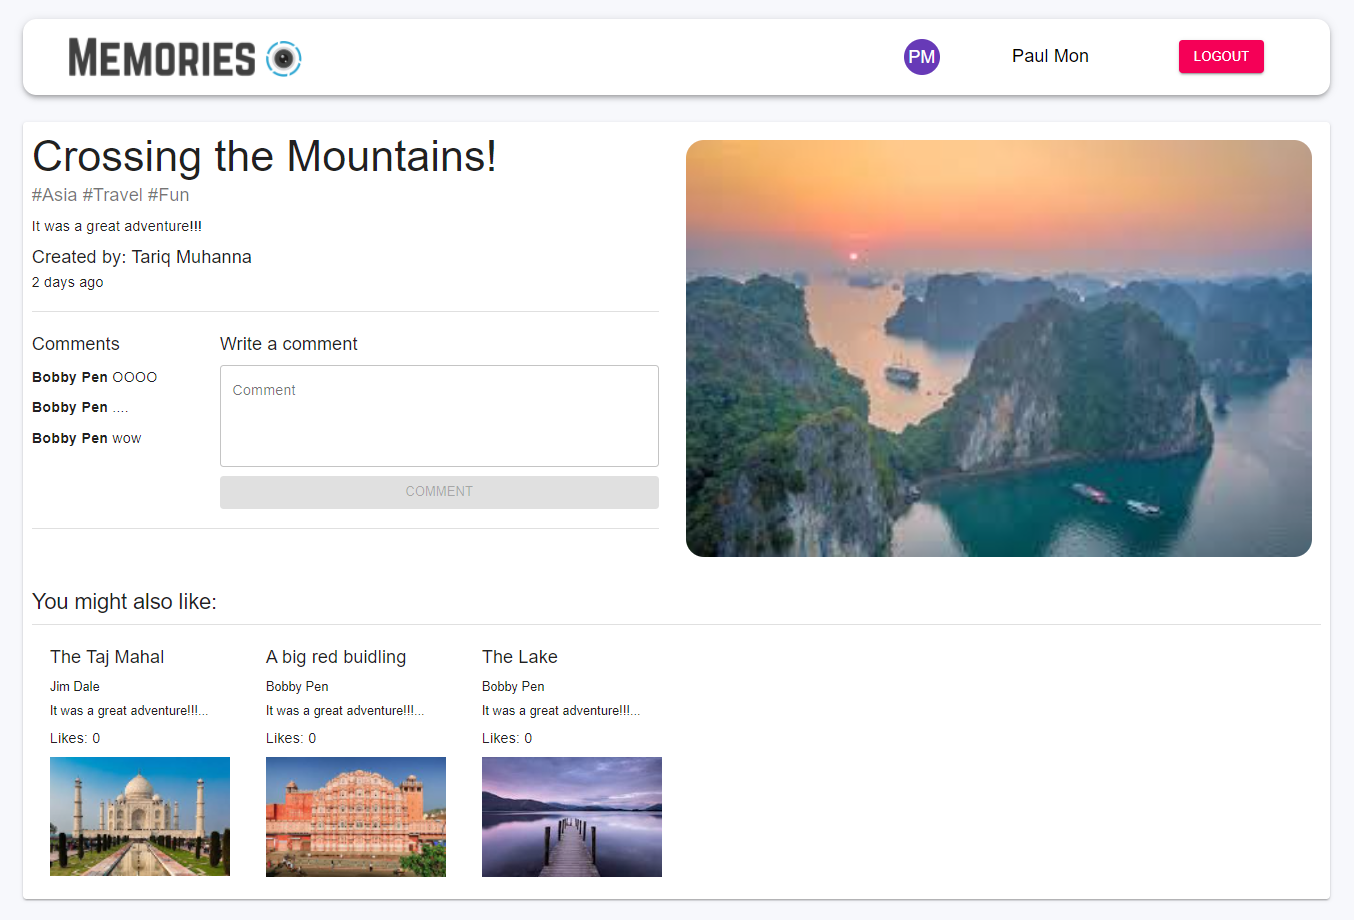 MEMORIES
PM
Paul Mon
LOGOUT
Crossing the Mountains!
#Asia #Travel #Fun
It was a great adventure!!!
Created by: Tariq Muhanna
2 days ago
Comments
Bobby Pen OOOO
Bobby Pen ....
Bobby Pen wow
Write a comment
Comment
COMMENT
You might also like:
The Taj Mahal
Jim Dale
It was a great adventure!!!...
Likes: 0
A big red buidling
Bobby Pen
It was a great adventure!!!...
Likes: 0
The Lake
Bobby Pen
It was a great adventure!!!...
Likes: 0